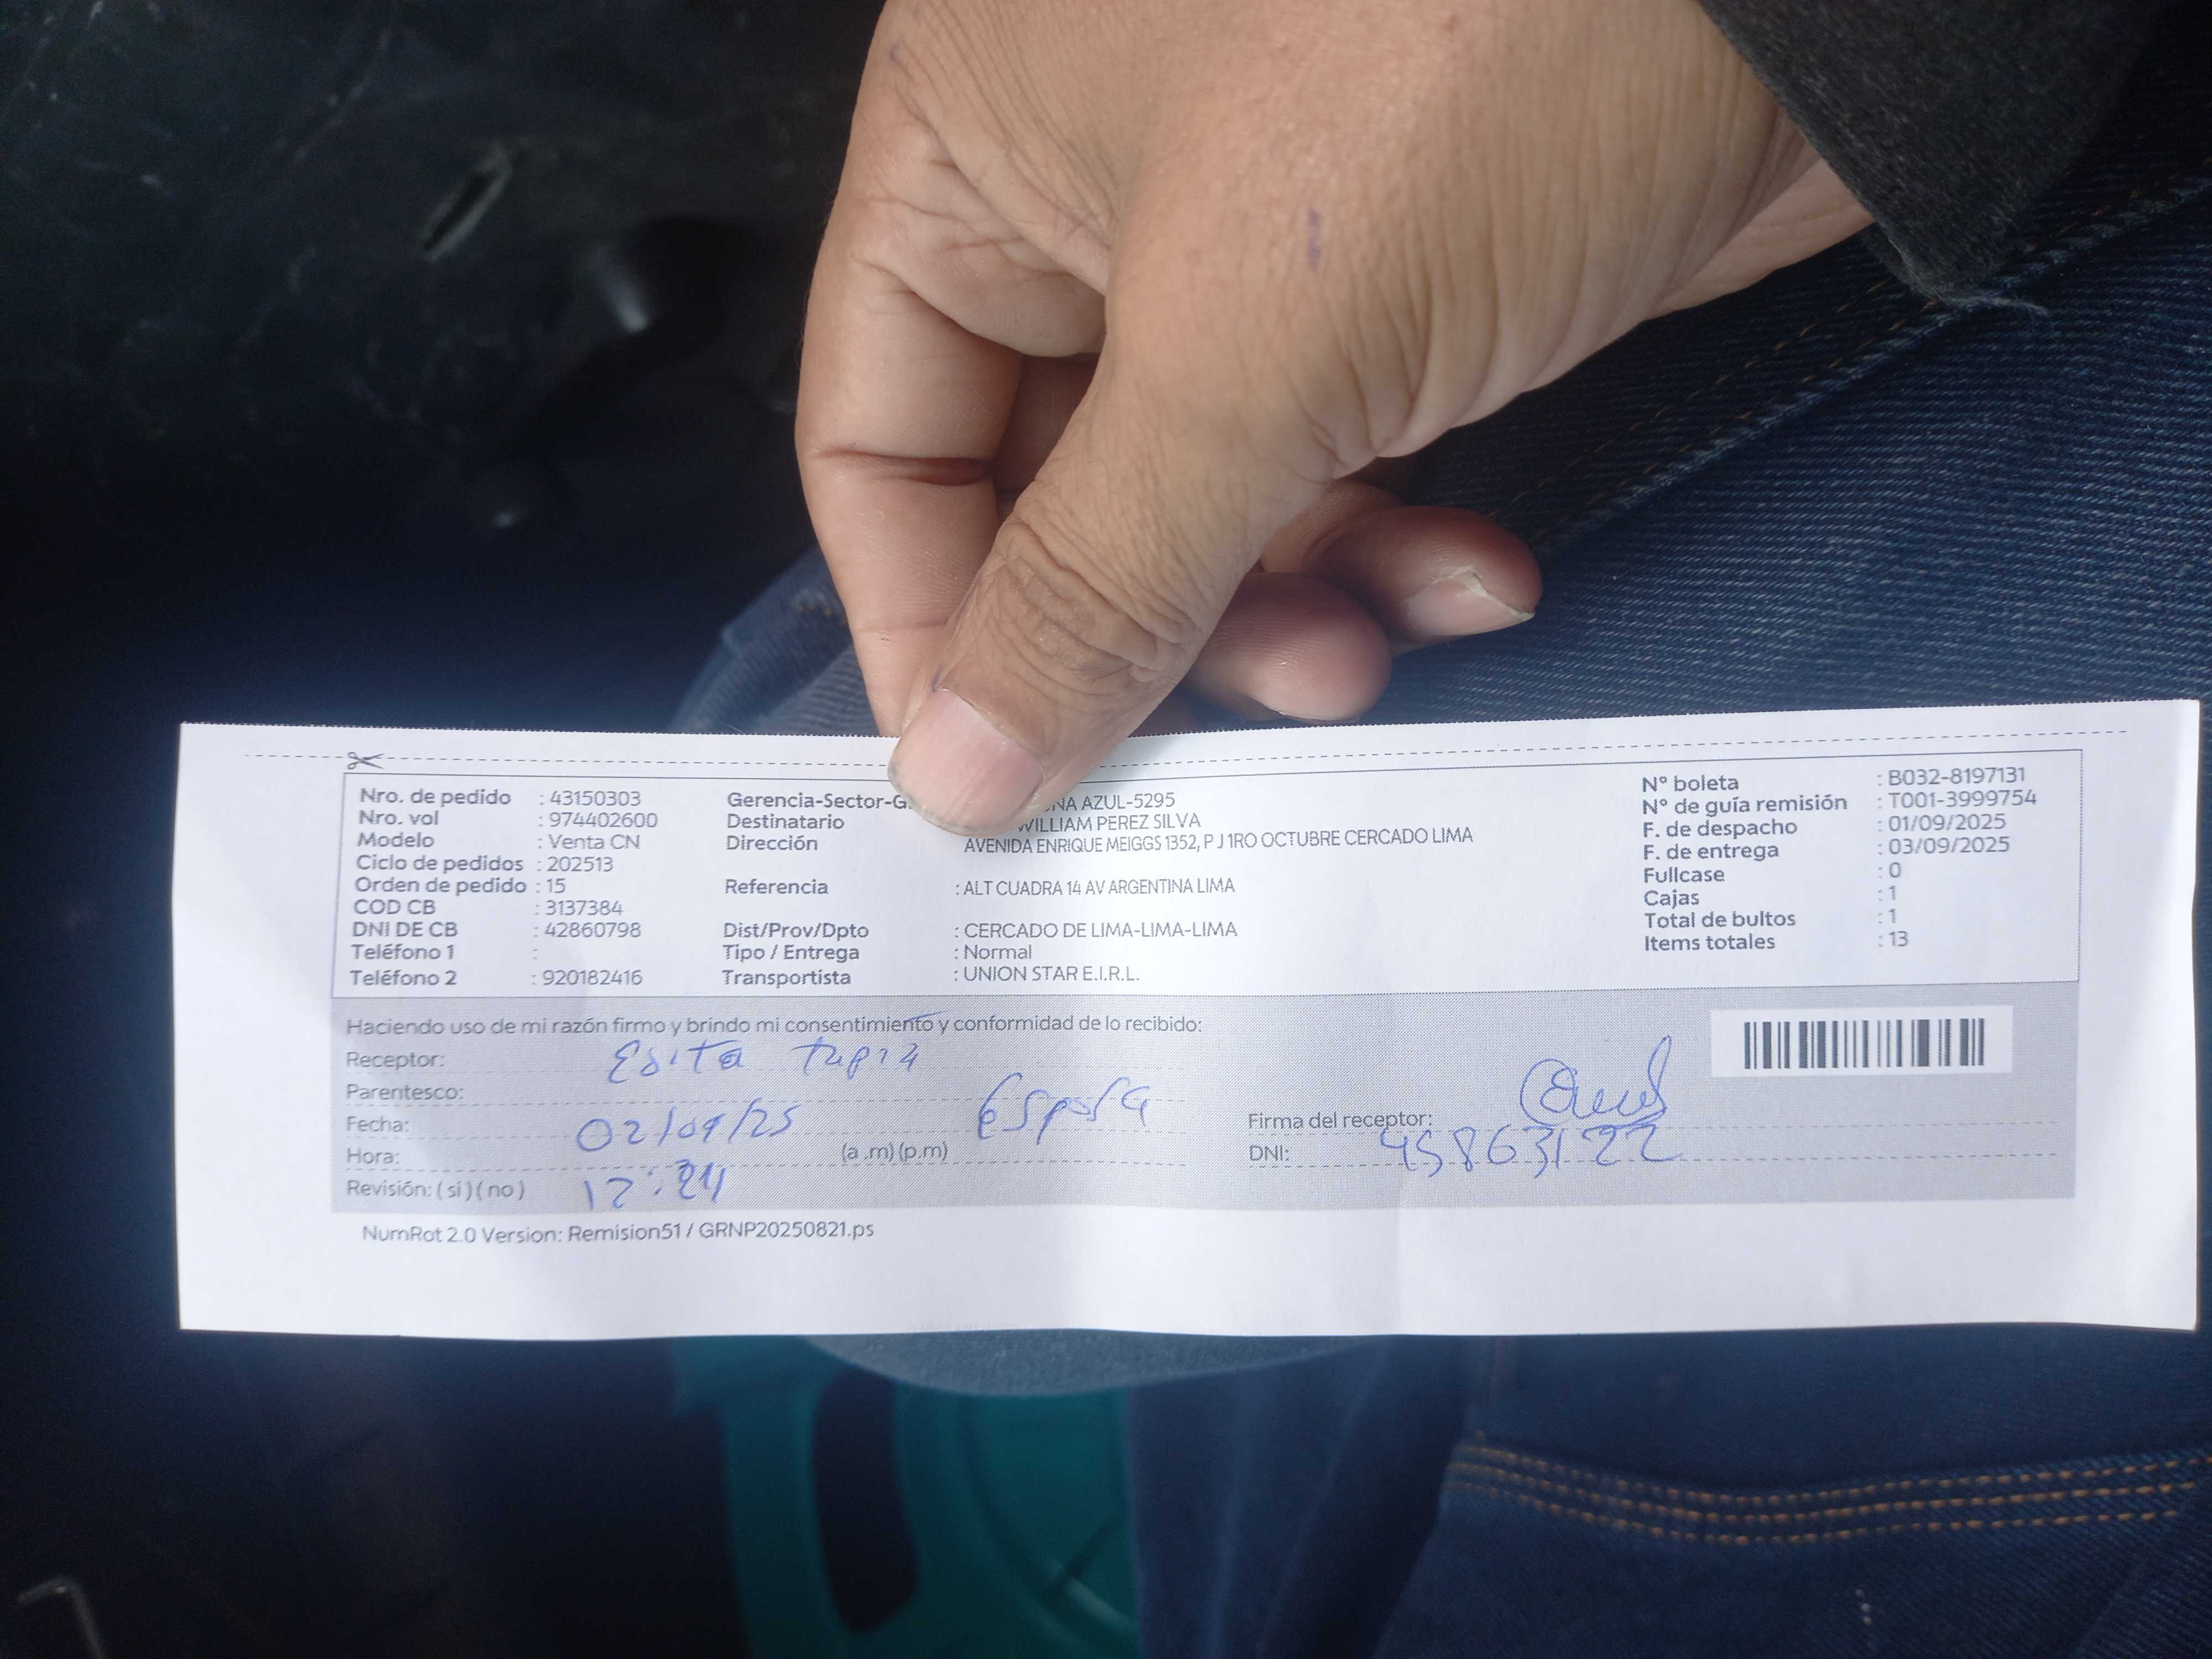 Nro. de pedido : 43150303
Nro. vol : 974402600
Modelo : Venta CN
Ciclo de pedidos : 202513
Orden de pedido : 15
COD CB : 3137384
DNI DE CB : 42860798
Teléfono 1 :
Teléfono 2 : 920182416
Gerencia-Sector-G. NA AZUL-5295
Destinatario WILLIAM PEREZ SILVA
Dirección AVENIDA ENRIQUE MEIGGS 1352, P J 1RO OCTUBRE CERCADO LIMA
Referencia : ALT CUADRA 14 AV ARGENTINA LIMA
Dist/Prov/Dpto : CERCADO DE LIMA-LIMA-LIMA
Tipo / Entrega : Normal
Transportista : UNION STAR E.I.R.L.
N° boleta : B032-8197131
N° de guía remisión : T001-3999754
F. de despacho : 01/09/2025
F. de entrega : 03/09/2025
Fullcase : 0
Cajas : 1
Total de bultos : 1
Items totales : 13
Haciendo uso de mi razón firmo y brindo mi consentimiento y conformidad de lo recibido:
Receptor: Edita tapia
Parentesco: Esposa
Fecha: 02/09/25
Hora: 12:24 (a .m) (p.m)
Revisión: ( si ) ( no )
Firma del receptor:
DNI: 45863122
NumRot 2.0 Version: Remision51 / GRNP20250821.ps